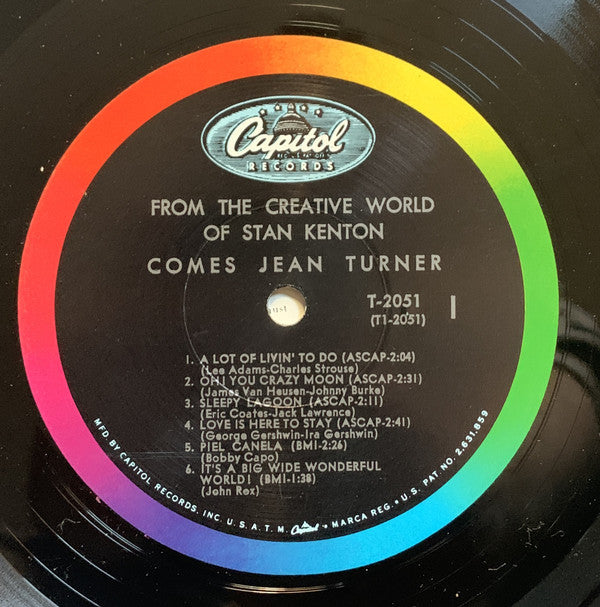 Capitol
RECORDS
FROM THE CREATIVE WORLD
OF STAN KENTON
COMES JEAN TURNER
T-2051
(T1-2051)
1
1. A LOT OF LIVIN' TO DO (ASCAP-2:04)
(Lee Adams-Charles Strouse)
2. OH! YOU CRAZY MOON (ASCAP-2:31)
(James Van Heusen-Johnny Burke)
3. SLEEPY LAGOON (ASCAP-2:11)
(Eric Coates-Jack Lawrence)
4. LOVE IS HERE TO STAY (ASCAP-2:41)
(George Gershwin-Ira Gershwin)
5. PIEL CANELA (BMI-2:26)
(Bobby Capo)
6. IT'S A BIG WIDE WONDERFUL
WORLD! (BMI-1:38)
(John Rox)
MFD. BY CAPITOL RECORDS, INC. U.S.A. T.M. Capitol • MARCA REG. • U.S. PAT. NO. 2,631,859